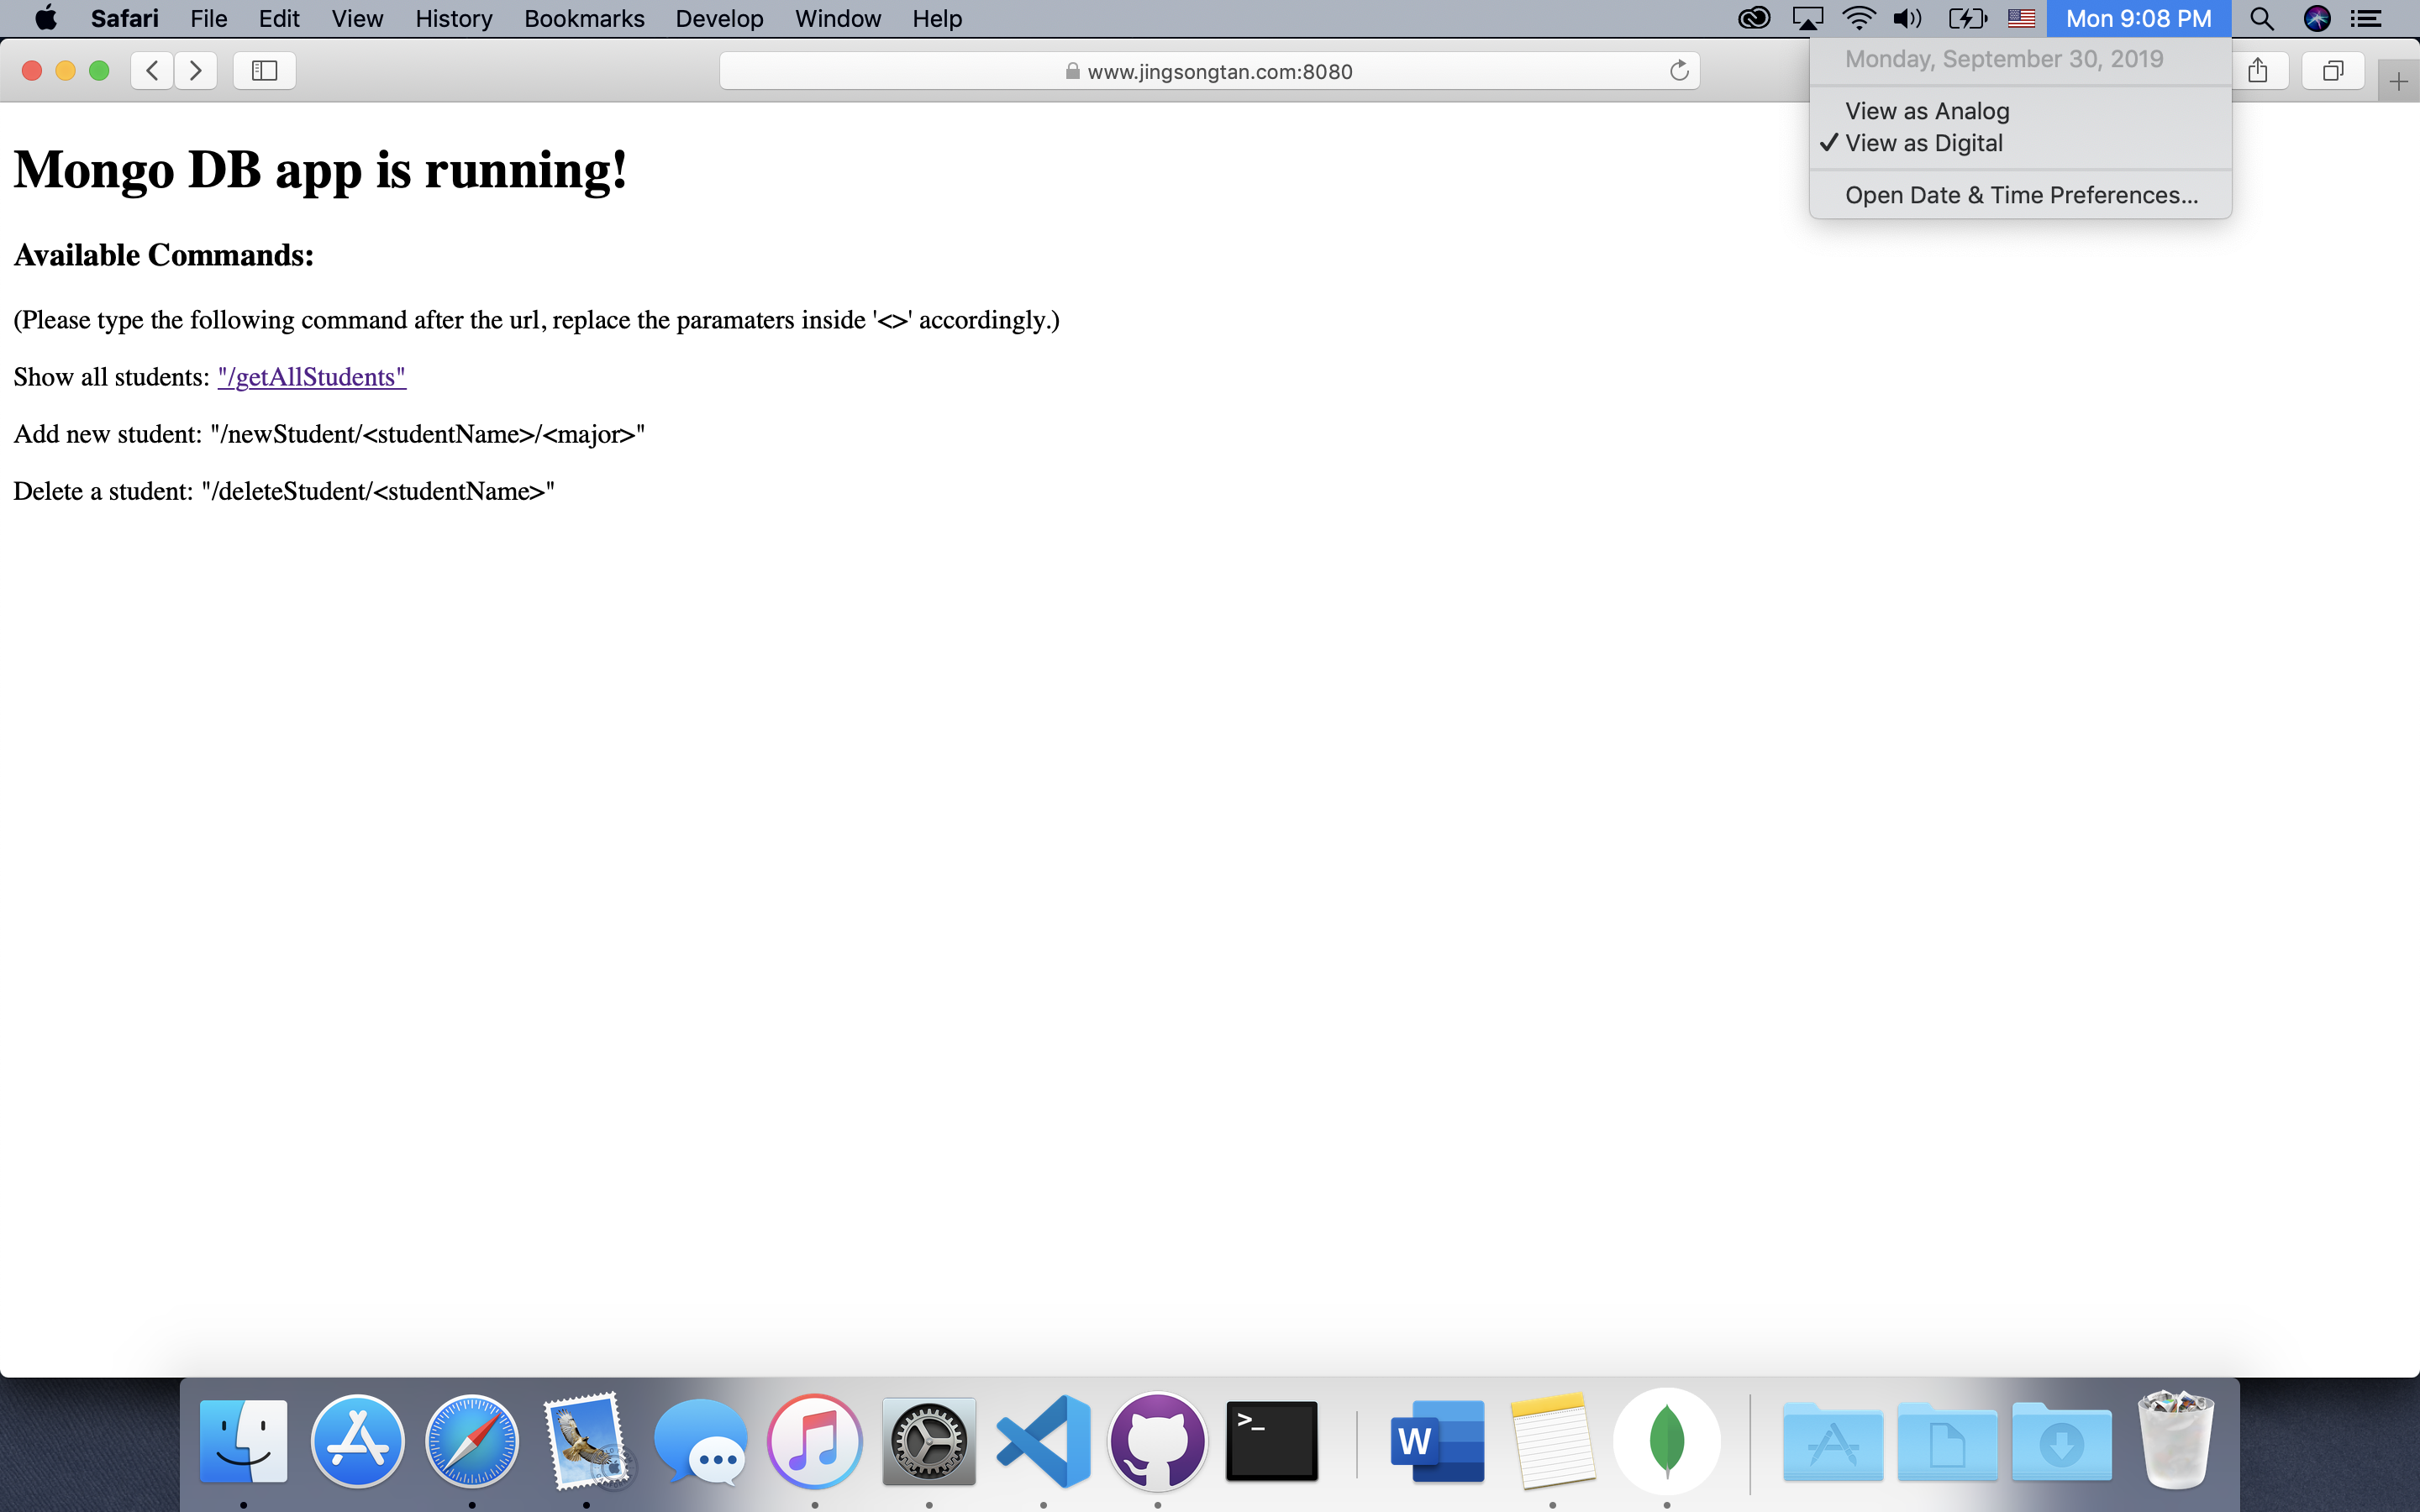 Safari File Edit View History Bookmarks Develop Window Help Mon 9:08 PM
www.jingsongtan.com:8080
Monday, September 30, 2019
View as Analog
✓ View as Digital
Open Date & Time Preferences...
Mongo DB app is running!
Available Commands:
(Please type the following command after the url, replace the paramaters inside '<>' accordingly.)
Show all students: "/getAllStudents"
Add new student: "/newStudent/<studentName>/<major>"
Delete a student: "/deleteStudent/<studentName>"
>_
W